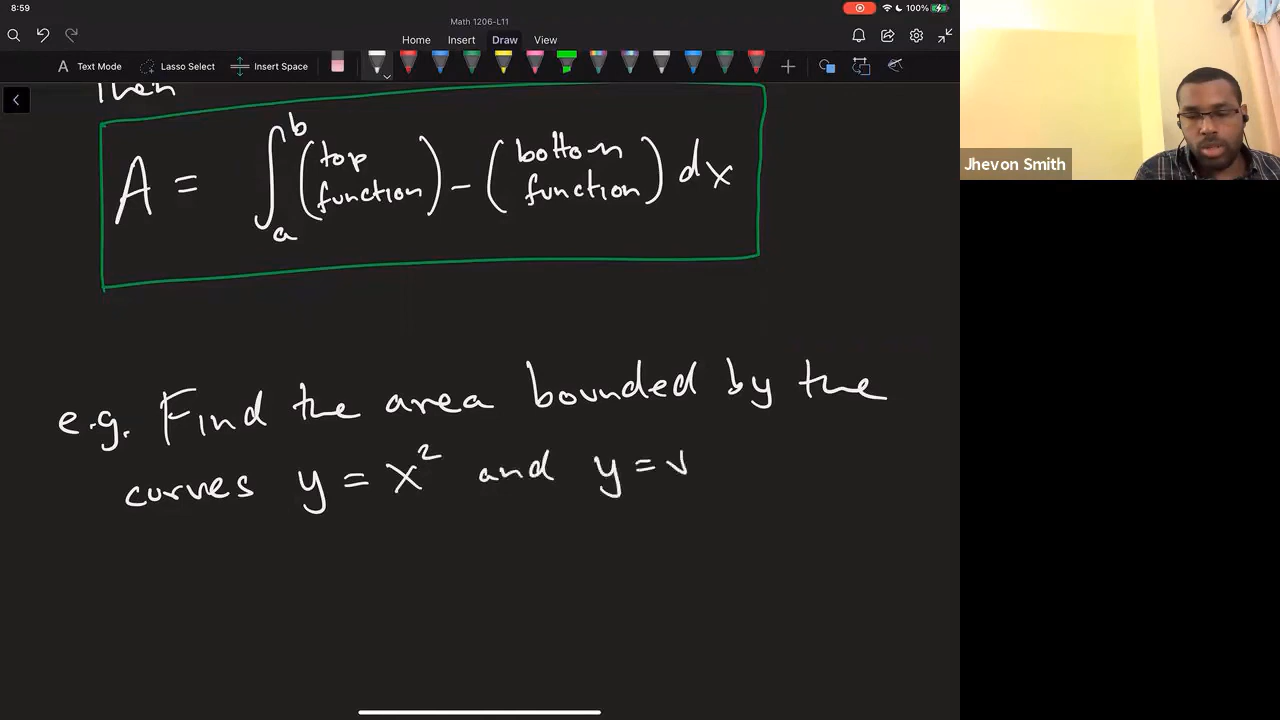 8:59
100%
Math 1206-L11
Home Insert Draw View
A Text Mode Lasso Select Insert Space
Then
A = ∫_a^b (top function) - (bottom function) dx
Jhevon Smith
e.g. Find the area bounded by the
curves y = x² and y = √